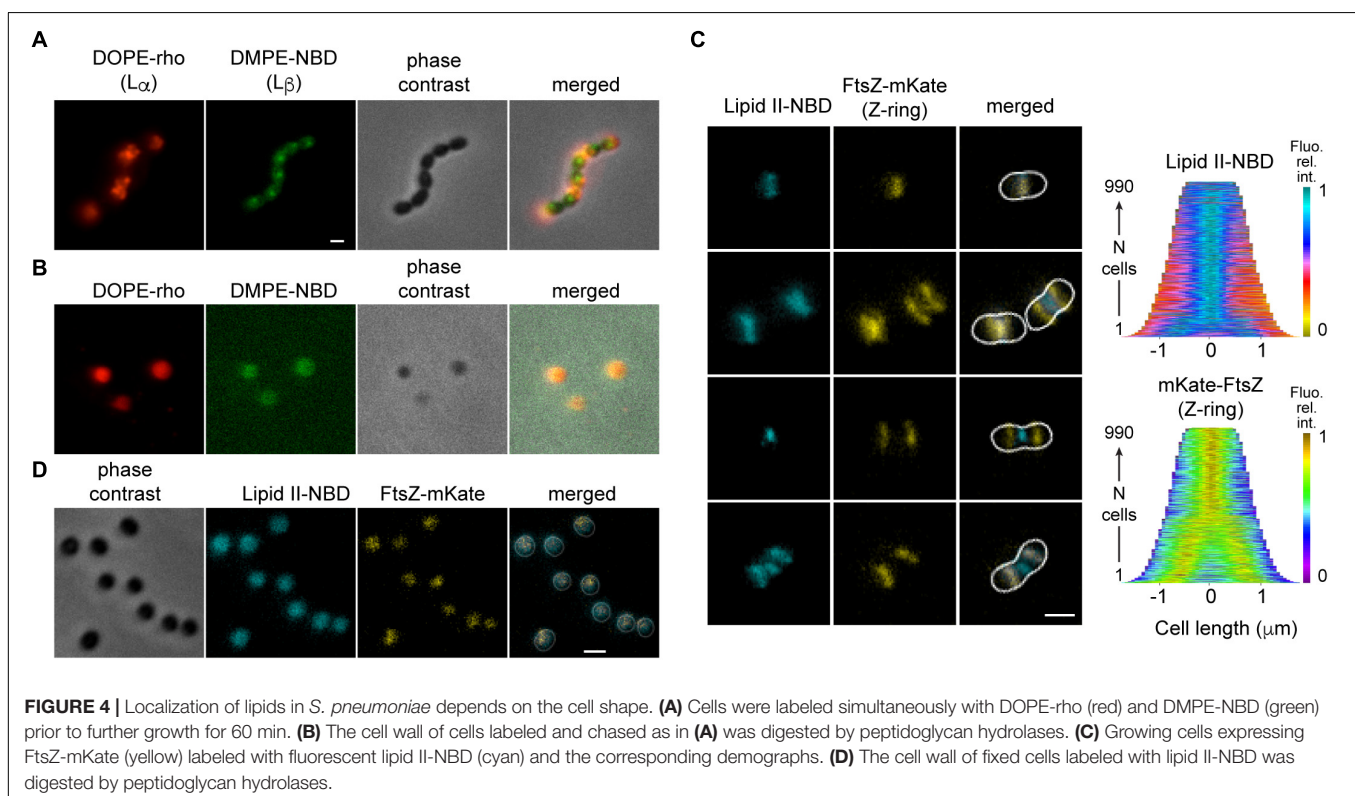 A
DOPE-rho
(Lα)
DMPE-NBD
(Lβ)
phase
contrast
merged
B
DOPE-rho
DMPE-NBD
phase
contrast
merged
D
phase
contrast
Lipid II-NBD
FtsZ-mKate
merged
C
Lipid II-NBD
FtsZ-mKate
(Z-ring)
merged
Lipid II-NBD
Fluo.
rel.
int.
1
0
990
N
cells
1
-1
0
1
mKate-FtsZ
(Z-ring)
Fluo.
rel.
int.
1
0
990
N
cells
1
-1
0
1
Cell length (μm)
FIGURE 4 | Localization of lipids in S. pneumoniae depends on the cell shape. (A) Cells were labeled simultaneously with DOPE-rho (red) and DMPE-NBD (green)
prior to further growth for 60 min. (B) The cell wall of cells labeled and chased as in (A) was digested by peptidoglycan hydrolases. (C) Growing cells expressing
FtsZ-mKate (yellow) labeled with fluorescent lipid II-NBD (cyan) and the corresponding demographs. (D) The cell wall of fixed cells labeled with lipid II-NBD was
digested by peptidoglycan hydrolases.